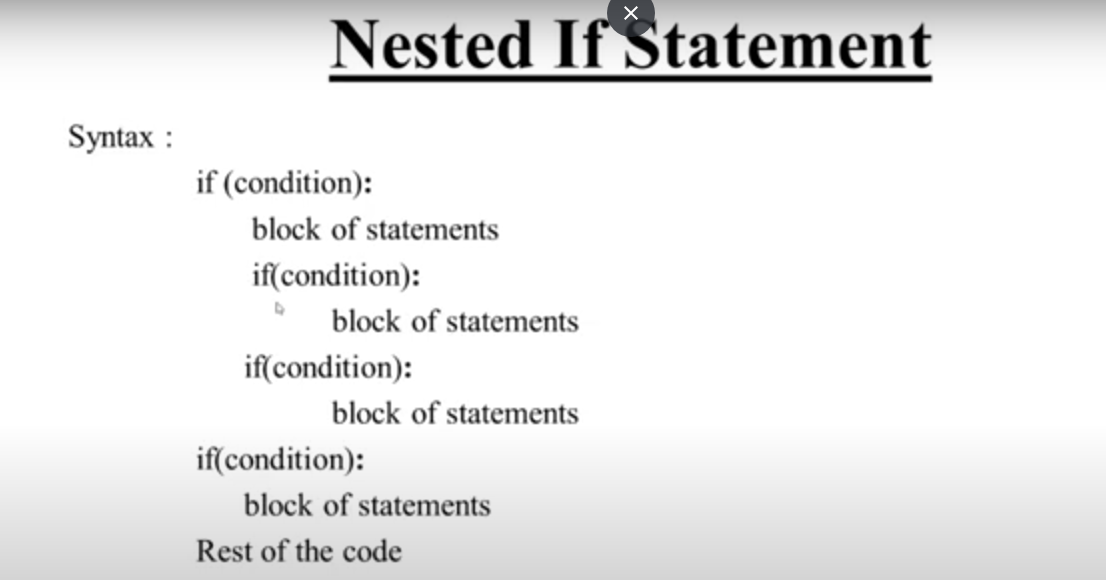 Nested If Statement
Syntax :
if (condition):
block of statements
if(condition):
block of statements
if(condition):
block of statements
if(condition):
block of statements
Rest of the code